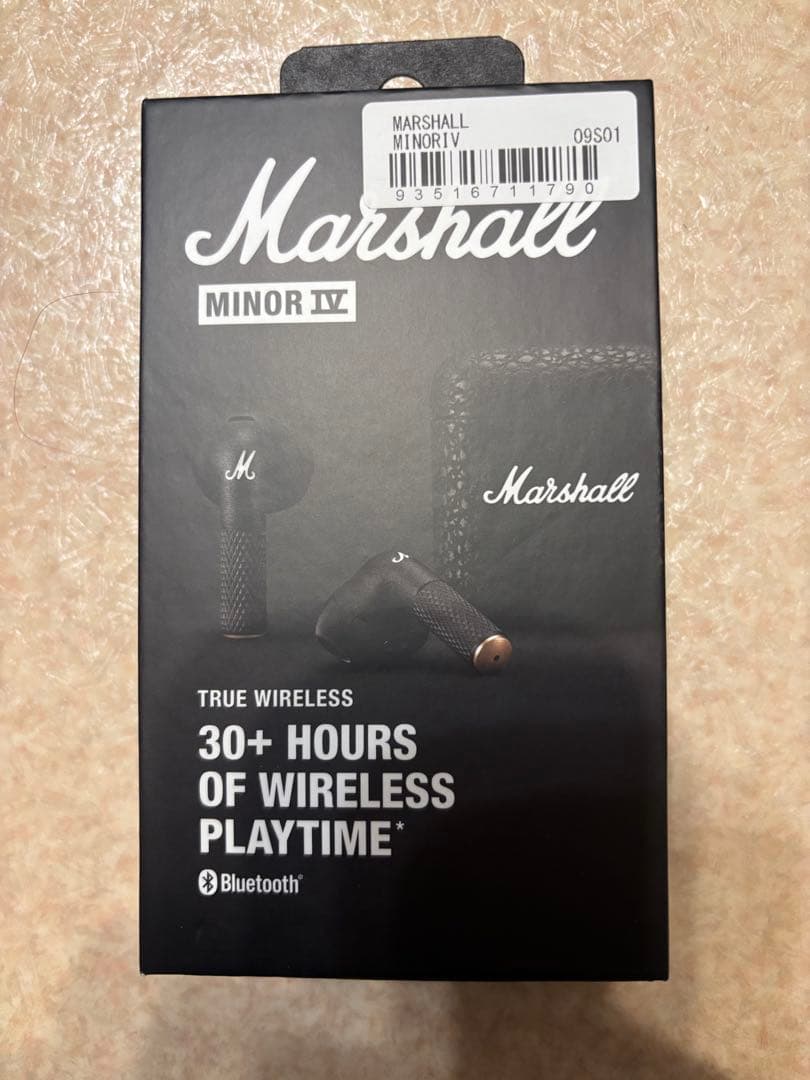 MARSHALL
MINORIV 09S01
93516711790
Marshall
MINOR IV
M
Marshall
TRUE WIRELESS
30+ HOURS
OF WIRELESS
PLAYTIME*
Bluetooth®